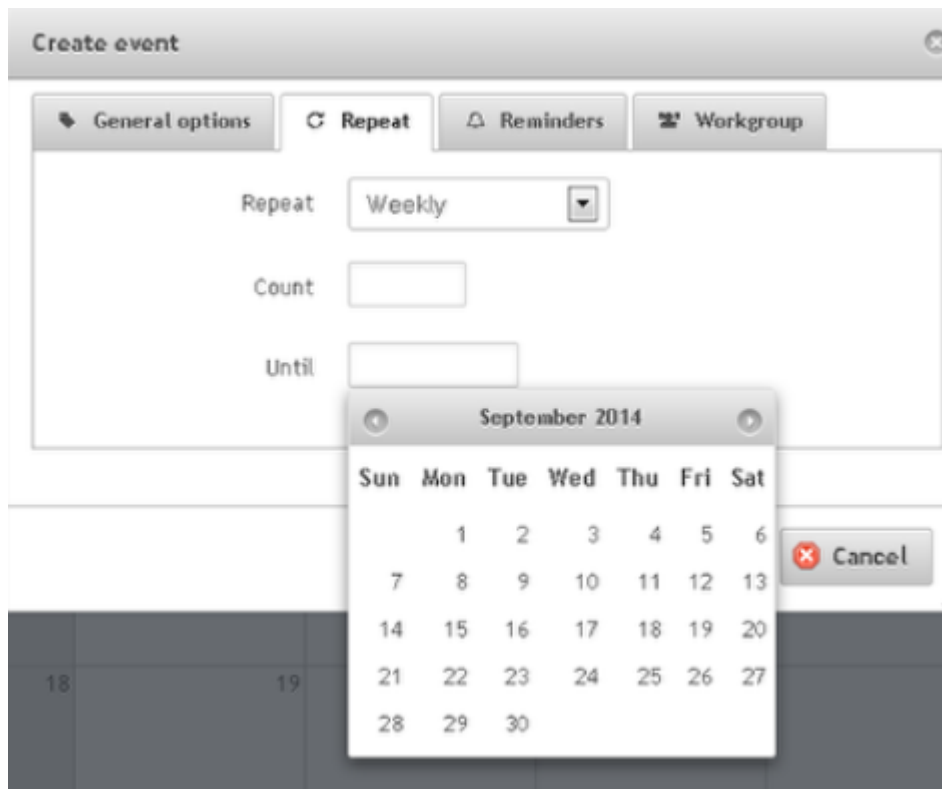 Create event
General options Repeat Reminders Workgroup
Repeat Weekly
Count
Until
September 2014
Sun Mon Tue Wed Thu Fri Sat
1 2 3 4 5 6
Cancel
7 8 9 10 11 12 13
14 15 16 17 18 19 20
21 22 23 24 25 26 27
18 19
28 29 30